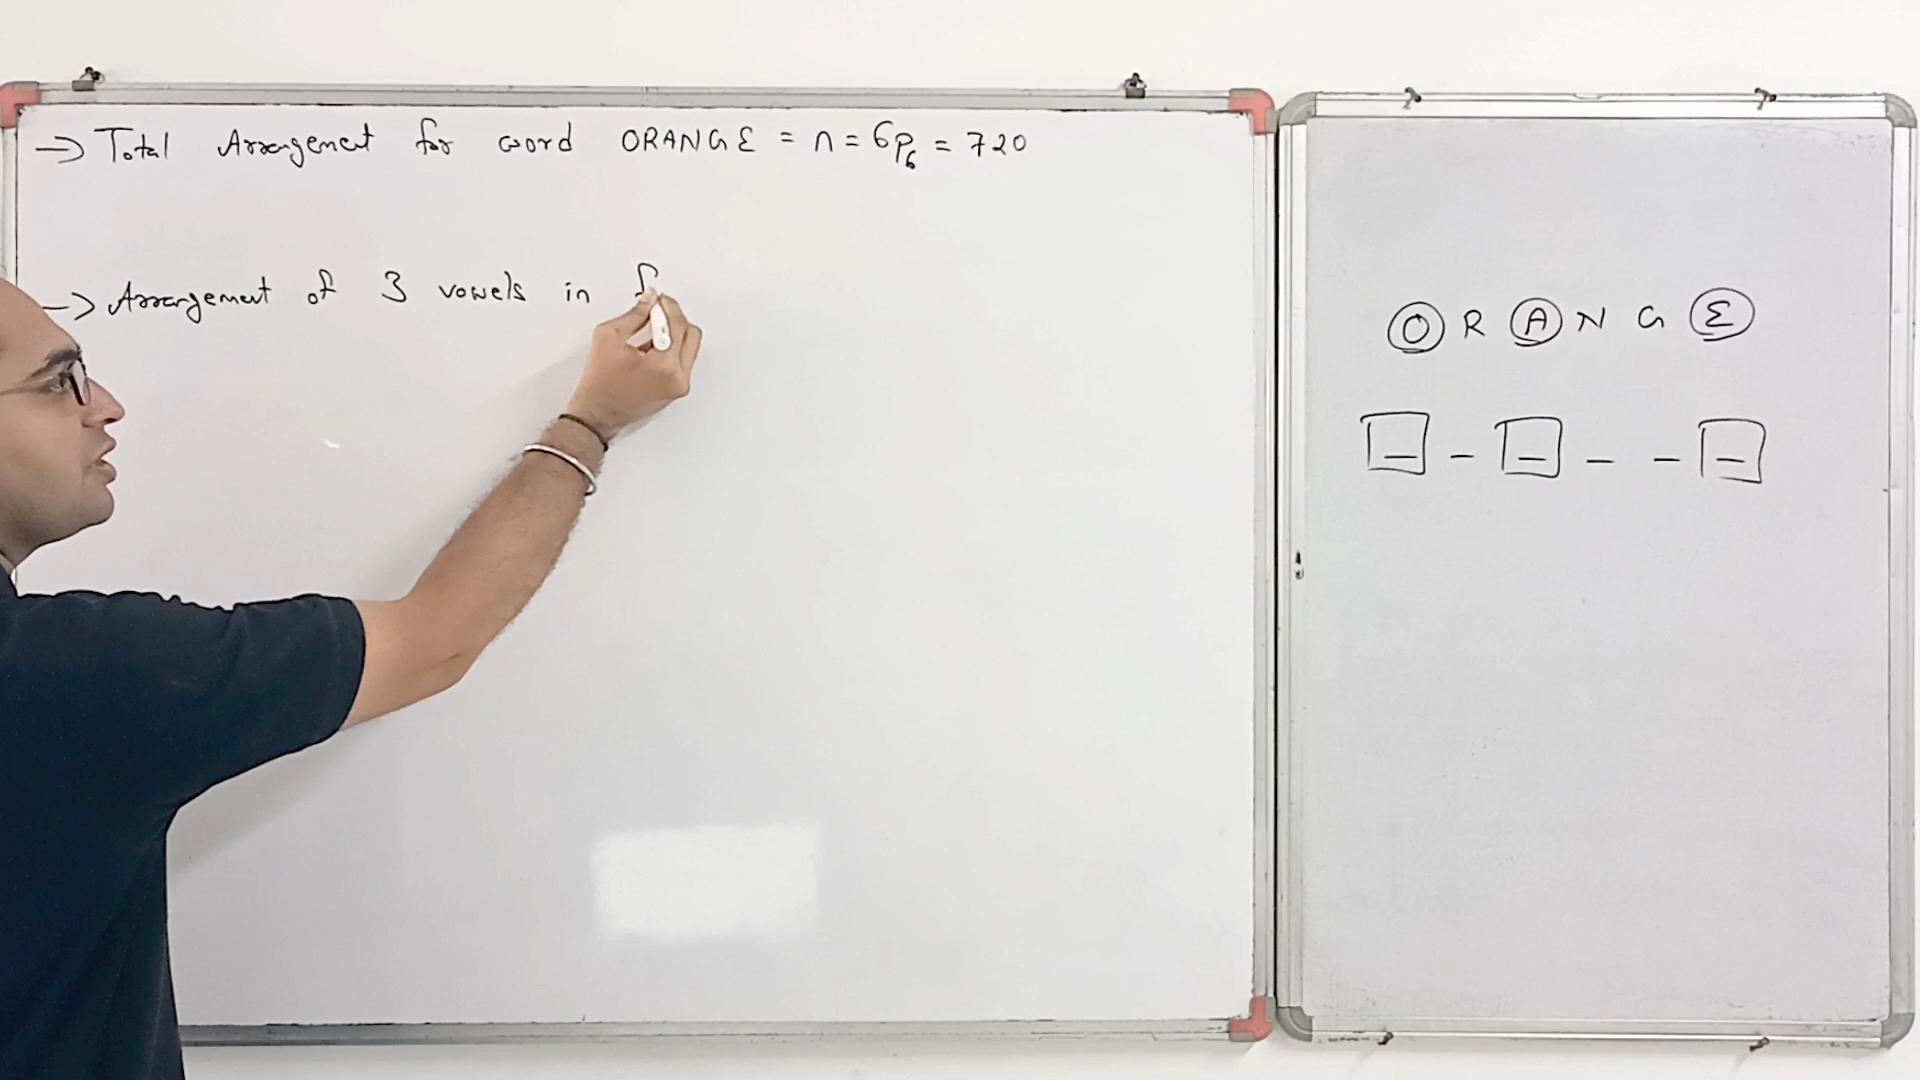 → Total Arrangement for word ORANGE = n = 6P6 = 720
→ Arrangement of 3 vowels in
O R A N G E
_ _ _ _ _ _